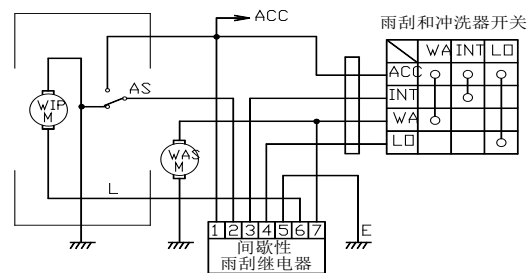 ACC
雨刮和冲洗器开关
WA INT LO
ACC
INT
WA
LO
AS
WIP
M
WAS
M
L
E
1 2 3 4 5 6 7
间歇性
雨刮继电器